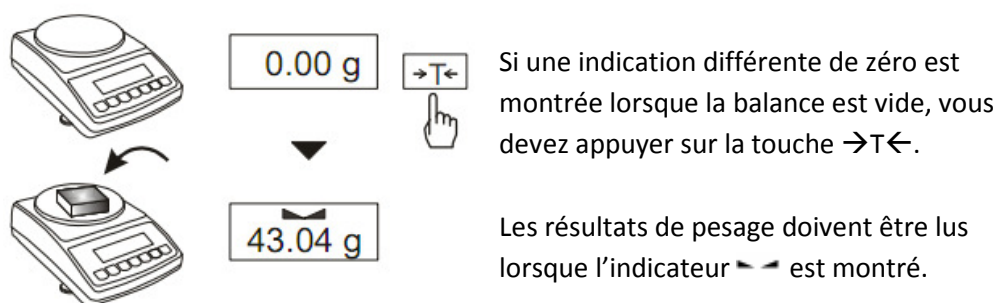 0.00 g
→T←
43.04 g
Si une indication différente de zéro est
montrée lorsque la balance est vide, vous
devez appuyer sur la touche →T←.
Les résultats de pesage doivent être lus
lorsque l’indicateur est montré.